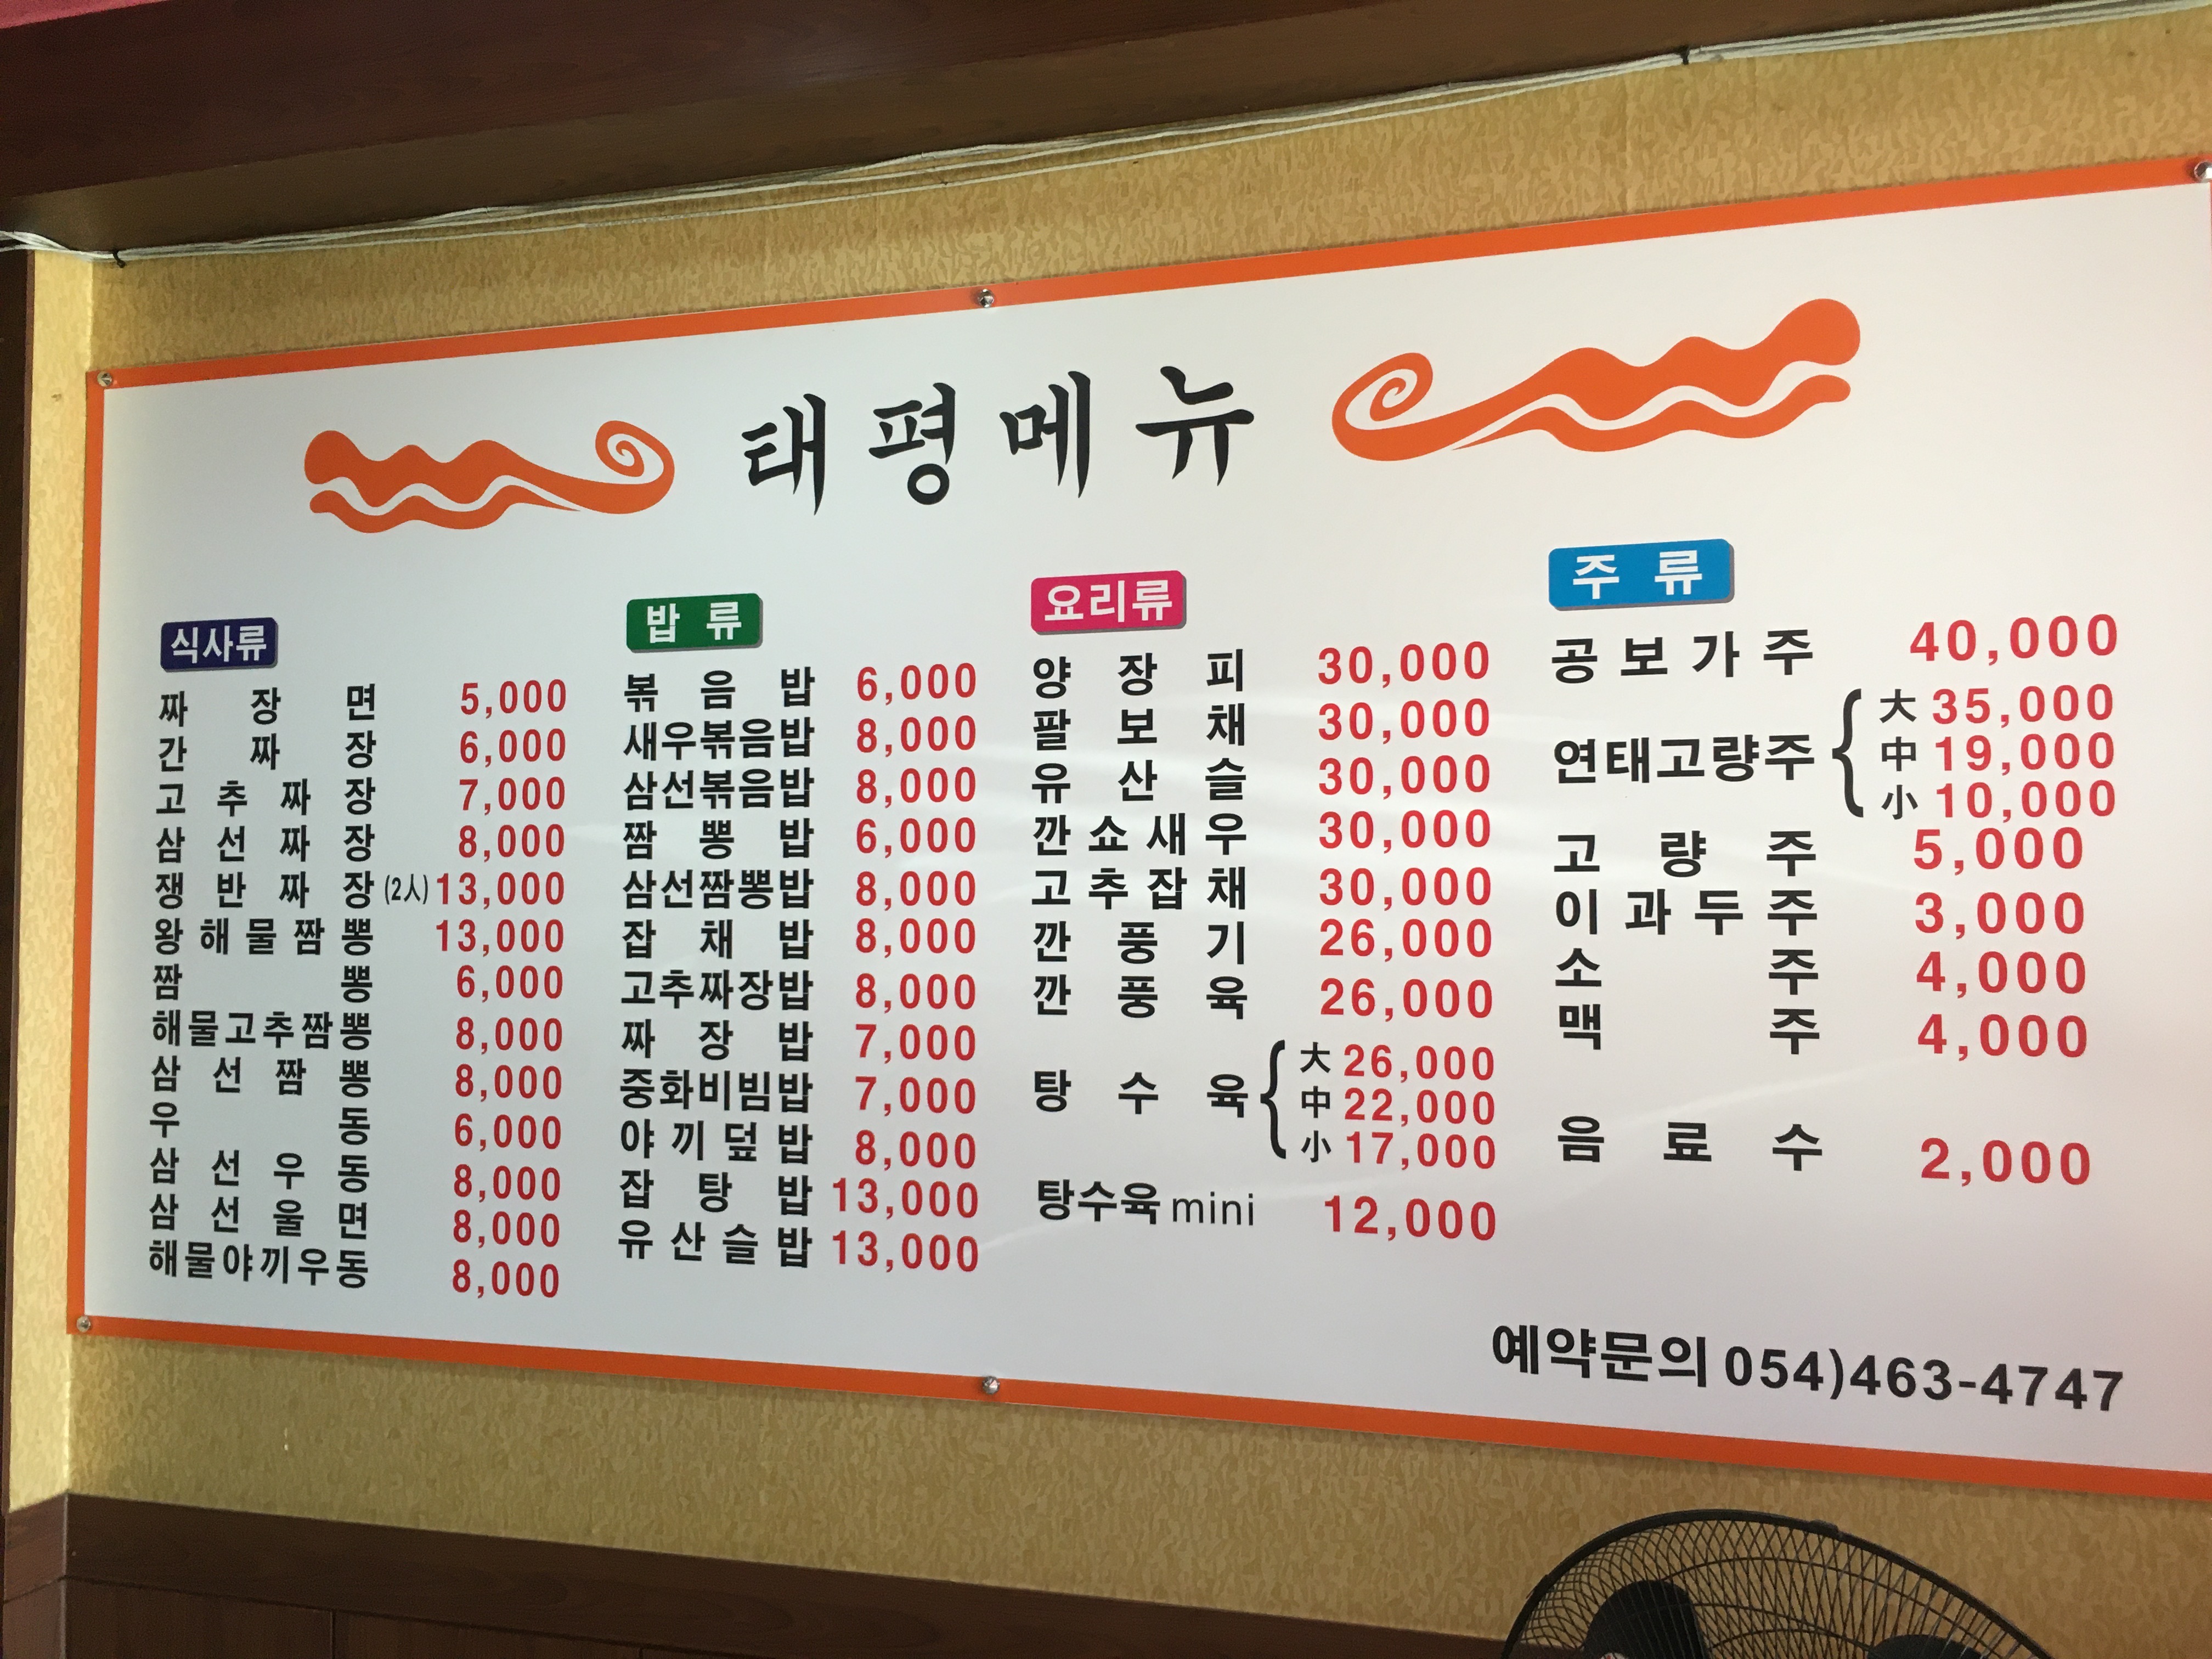 태평메뉴
식사류
짜장면 5,000
간짜장 6,000
고추짜장 7,000
삼선짜장 8,000
쟁반짜장(2人) 13,000
왕해물짬뽕 13,000
짬뽕 6,000
해물고추짬뽕 8,000
삼선짬뽕 8,000
우동 6,000
삼선우동 8,000
삼선울면 8,000
해물야끼우동 8,000
밥류
볶음밥 6,000
새우볶음밥 8,000
삼선볶음밥 8,000
짬뽕밥 6,000
삼선짬뽕밥 8,000
잡채밥 8,000
고추짜장밥 8,000
짜장밥 7,000
중화비빔밥 7,000
야끼덮밥 8,000
잡탕밥 13,000
유산슬밥 13,000
요리류
양장피 30,000
팔보채 30,000
유산슬 30,000
깐쇼새우 30,000
고추잡채 30,000
깐풍기 26,000
깐풍육 26,000
탕수육 { 大 26,000
中 22,000
小 17,000
탕수육 mini 12,000
주류
공보가주 40,000
연태고량주 { 大 35,000
中 19,000
小 10,000
고량주 5,000
이과두주 3,000
소주 4,000
맥주 4,000
음료수 2,000
예약문의 054)463-4747